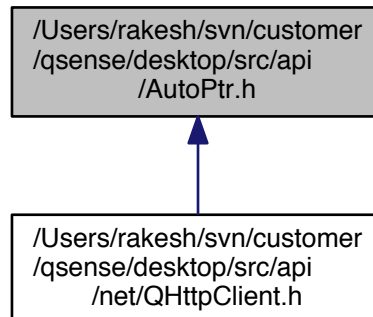 /Users/rakesh/svn/customer
/qsense/desktop/src/api
/AutoPtr.h
/Users/rakesh/svn/customer
/qsense/desktop/src/api
/net/QHttpClient.h